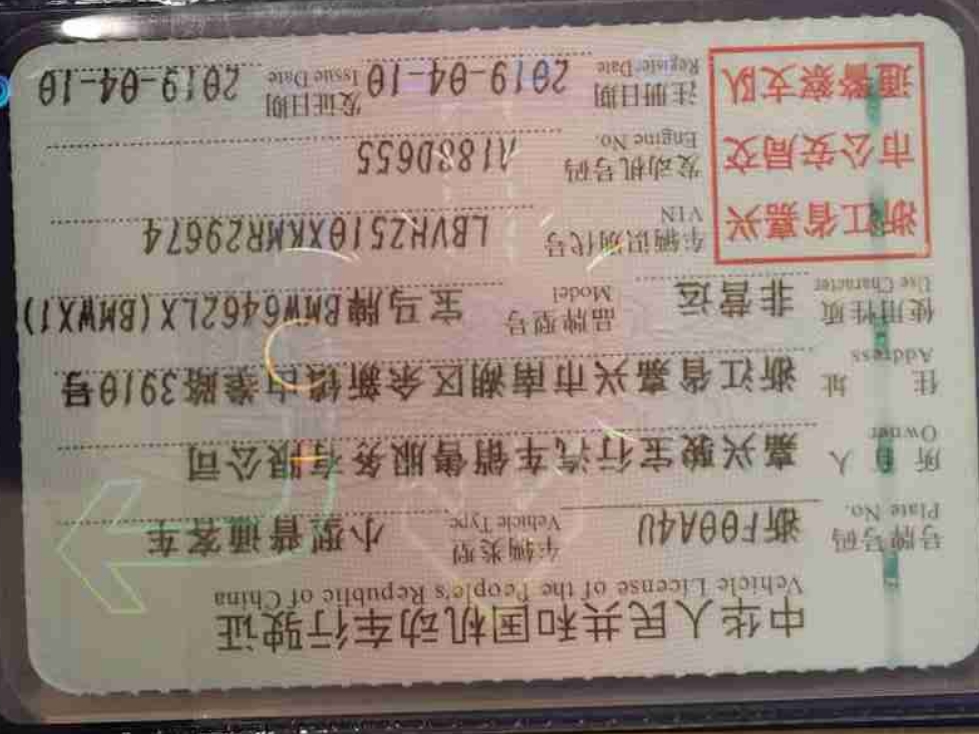 中华人民共和国机动车行驶证
Vehicle License of the People's Republic of China
号牌号码 浙F00A4U 车辆类型 小型普通客车
Plate No. Vehicle Type
所有人 嘉兴骏宝行汽车销售服务有限公司
Owner
住址 浙江省嘉兴市南湖区余新镇中华路3910号
Address
使用性质 非营运 品牌型号 宝马牌BMW6462LX(BMWX1)
Use Character Model
浙江省嘉兴 车辆识别代号 LBVHZ510XKMR29674
VIN
市公安局交 发动机号码 A188D655
Engine No.
通警察支队 注册日期 2019-04-10 发证日期 2019-04-10
Register Date Issue Date